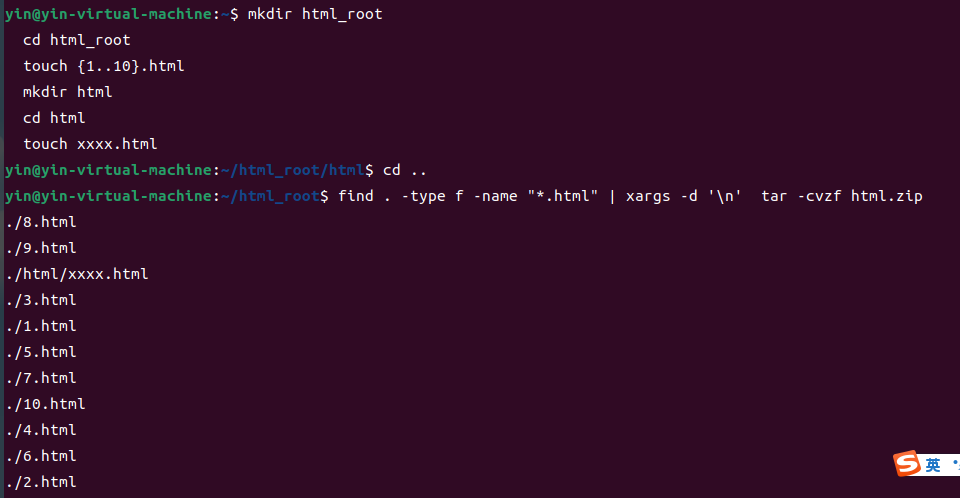 yin@yin-virtual-machine:~$ mkdir html_root
cd html_root
touch {1..10}.html
mkdir html
cd html
touch xxxx.html
yin@yin-virtual-machine:~/html_root/html$ cd ..
yin@yin-virtual-machine:~/html_root$ find . -type f -name "*.html" | xargs -d '\n'  tar -cvzf html.zip
./8.html
./9.html
./html/xxxx.html
./3.html
./1.html
./5.html
./7.html
./10.html
./4.html
./6.html
./2.html
S 英